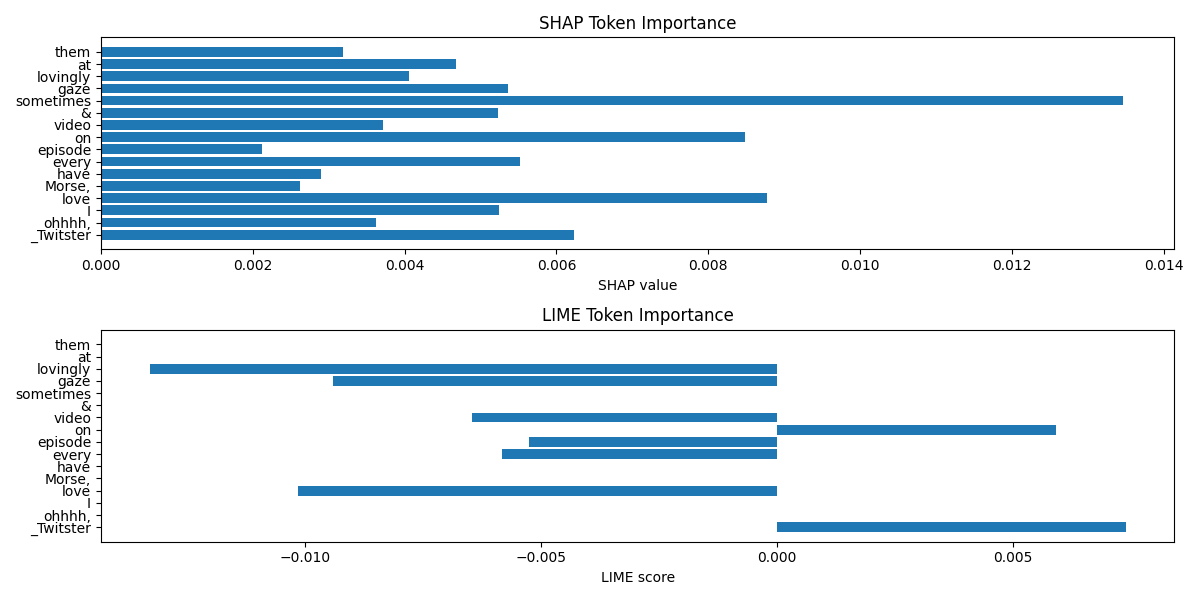 SHAP Token Importance
them
at
lovingly
gaze
sometimes
&
video
on
episode
every
have
Morse,
love
I
ohhhh,
_Twitster
0.000 0.002 0.004 0.006 0.008 0.010 0.012 0.014
SHAP value
LIME Token Importance
them
at
lovingly
gaze
sometimes
&
video
on
episode
every
have
Morse,
love
I
ohhhh,
_Twitster
−0.010 −0.005 0.000 0.005
LIME score